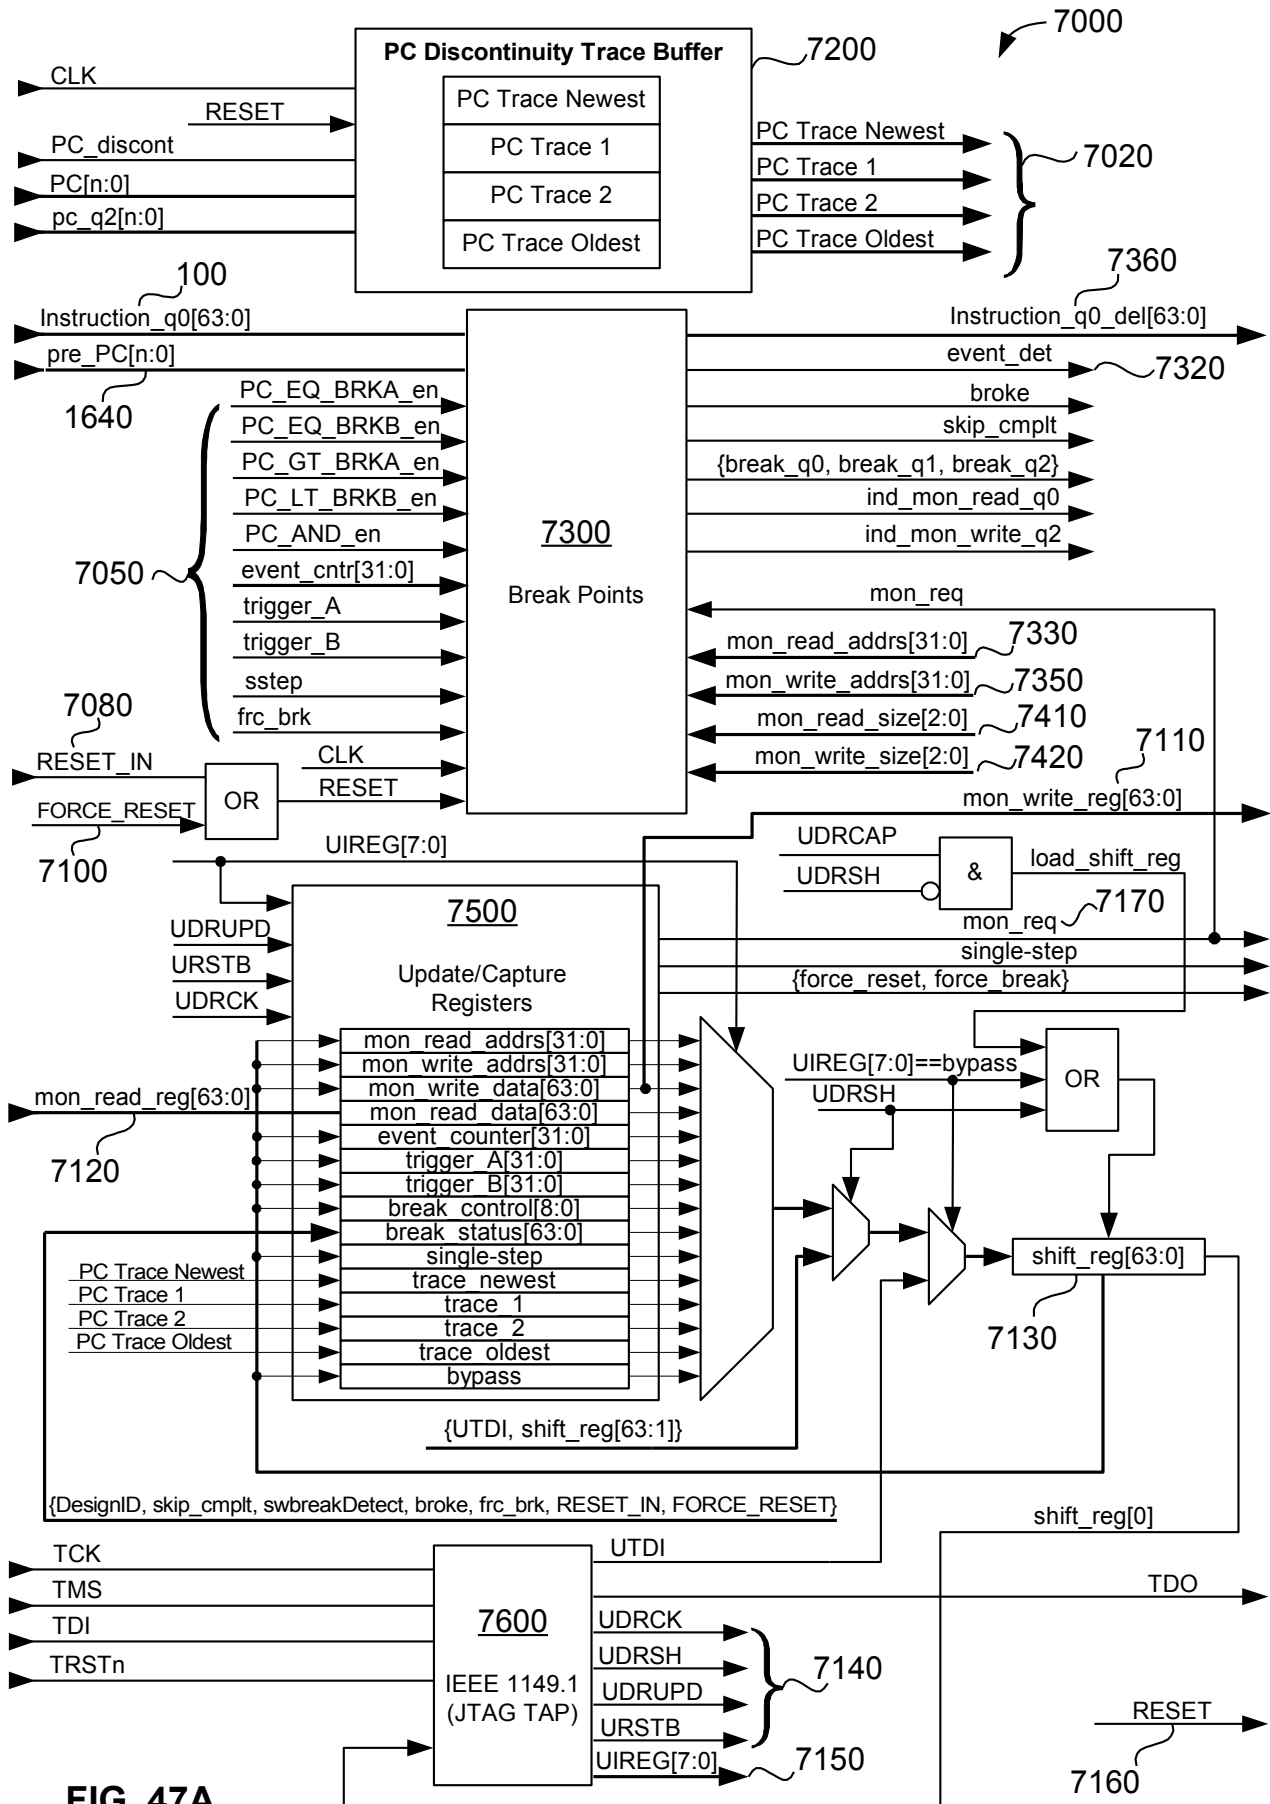 7000
PC Discontinuity Trace Buffer
7200
CLK
RESET
PC_discont
PC[n:0]
pc_q2[n:0]
PC Trace Newest
PC Trace 1
PC Trace 2
PC Trace Oldest
PC Trace Newest
PC Trace 1
PC Trace 2
PC Trace Oldest
7020
100
Instruction_q0[63:0]
pre_PC[n:0]
1640
PC_EQ_BRKA_en
PC_EQ_BRKB_en
PC_GT_BRKA_en
PC_LT_BRKB_en
PC_AND_en
event_cntr[31:0]
trigger_A
trigger_B
sstep
frc_brk
7050
7300
Break Points
7360
Instruction_q0_del[63:0]
event_det
7320
broke
skip_cmplt
{break_q0, break_q1, break_q2}
ind_mon_read_q0
ind_mon_write_q2
mon_req
mon_read_addrs[31:0]
7330
mon_write_addrs[31:0]
7350
mon_read_size[2:0]
7410
mon_write_size[2:0]
7420
7080
RESET_IN
FORCE_RESET
7100
OR
CLK
RESET
7110
mon_write_reg[63:0]
UIREG[7:0]
UDRCAP
UDRSH
&
load_shift_reg
7500
Update/Capture
Registers
UDRUPD
URSTB
UDRCK
mon_req
7170
single-step
{force_reset, force_break}
mon_read_addrs[31:0]
mon_write_addrs[31:0]
mon_write_data[63:0]
mon_read_data[63:0]
event_counter[31:0]
trigger_A[31:0]
trigger_B[31:0]
break_control[8:0]
break_status[63:0]
single-step
trace_newest
trace_1
trace_2
trace_oldest
bypass
mon_read_reg[63:0]
7120
PC Trace Newest
PC Trace 1
PC Trace 2
PC Trace Oldest
UIREG[7:0]==bypass
UDRSH
OR
shift_reg[63:0]
7130
{UTDI, shift_reg[63:1]}
{DesignID, skip_cmplt, swbreakDetect, broke, frc_brk, RESET_IN, FORCE_RESET}
shift_reg[0]
TCK
TMS
TDI
TRSTn
7600
IEEE 1149.1
(JTAG TAP)
UTDI
TDO
UDRCK
UDRSH
UDRUPD
URSTB
UIREG[7:0]
7140
7150
RESET
7160
FIG. 47A